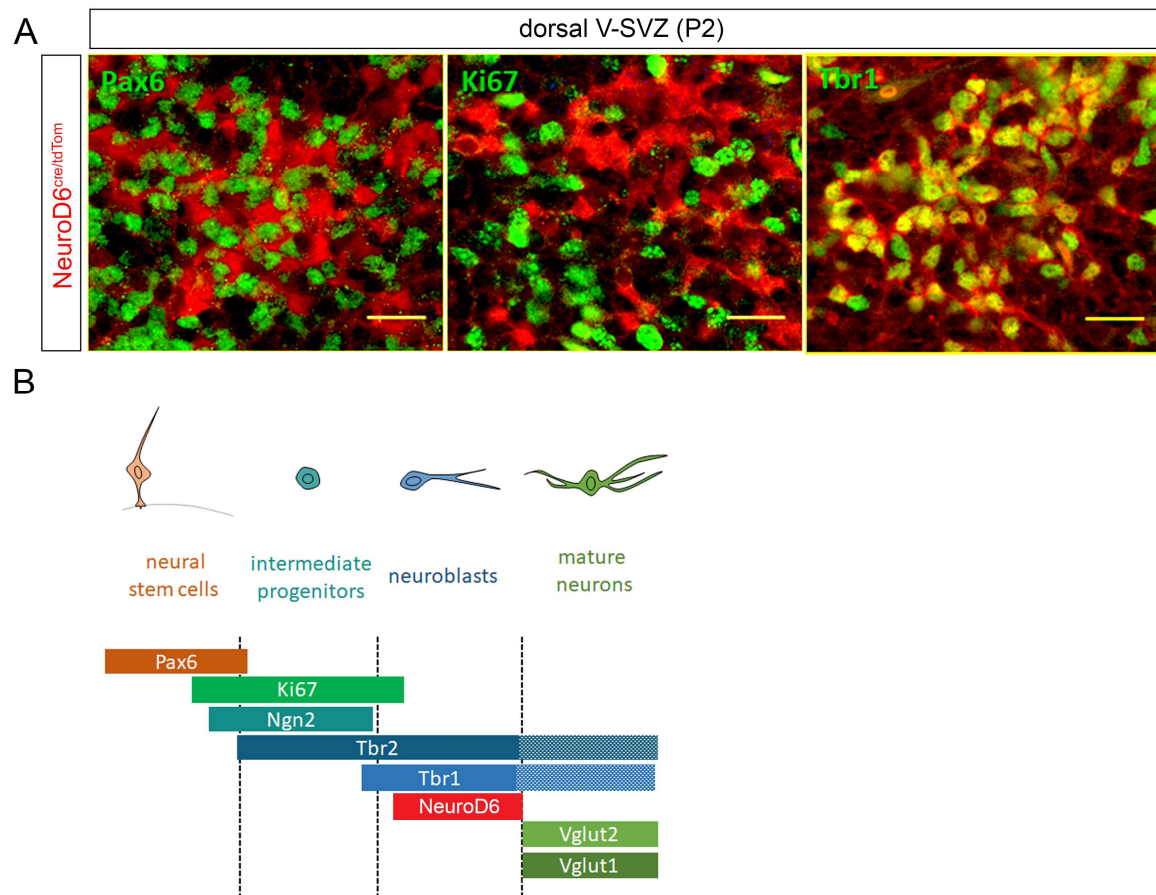 A
dorsal V-SVZ (P2)
NeuroD6cre/tdTom
Pax6
Ki67
Tbr1
B
neural
stem cells
intermediate
progenitors
neuroblasts
mature
neurons
Pax6
Ki67
Ngn2
Tbr2
Tbr1
NeuroD6
Vglut2
Vglut1